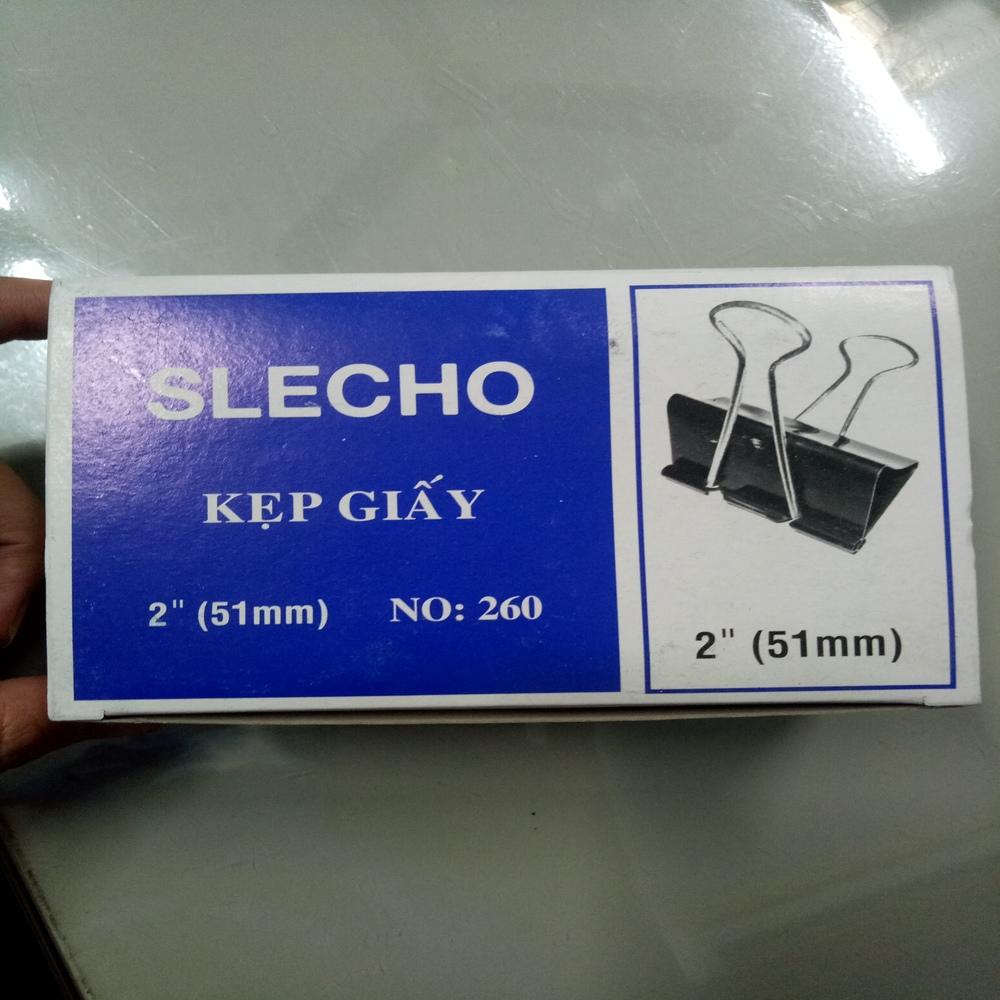 SLECHO
KẸP GIẤY
2" (51mm) NO: 260
2" (51mm)